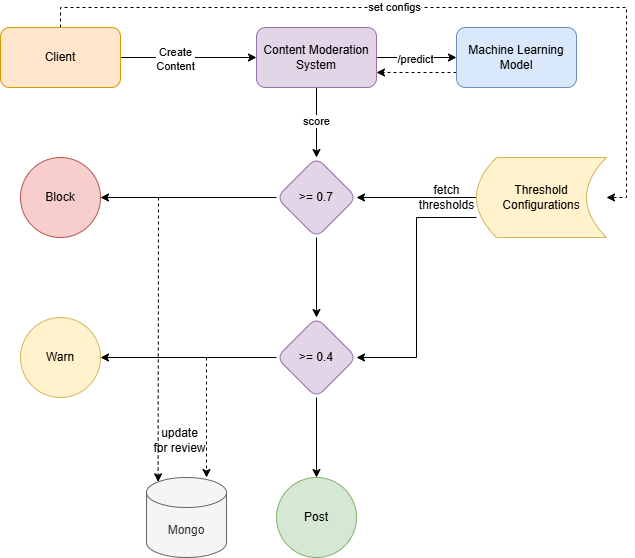 set configs
Client
Create
Content
Content Moderation
System
/predict
Machine Learning
Model
score
Block
>= 0.7
fetch
thresholds
Threshold
Configurations
Warn
>= 0.4
update
for review
Mongo
Post